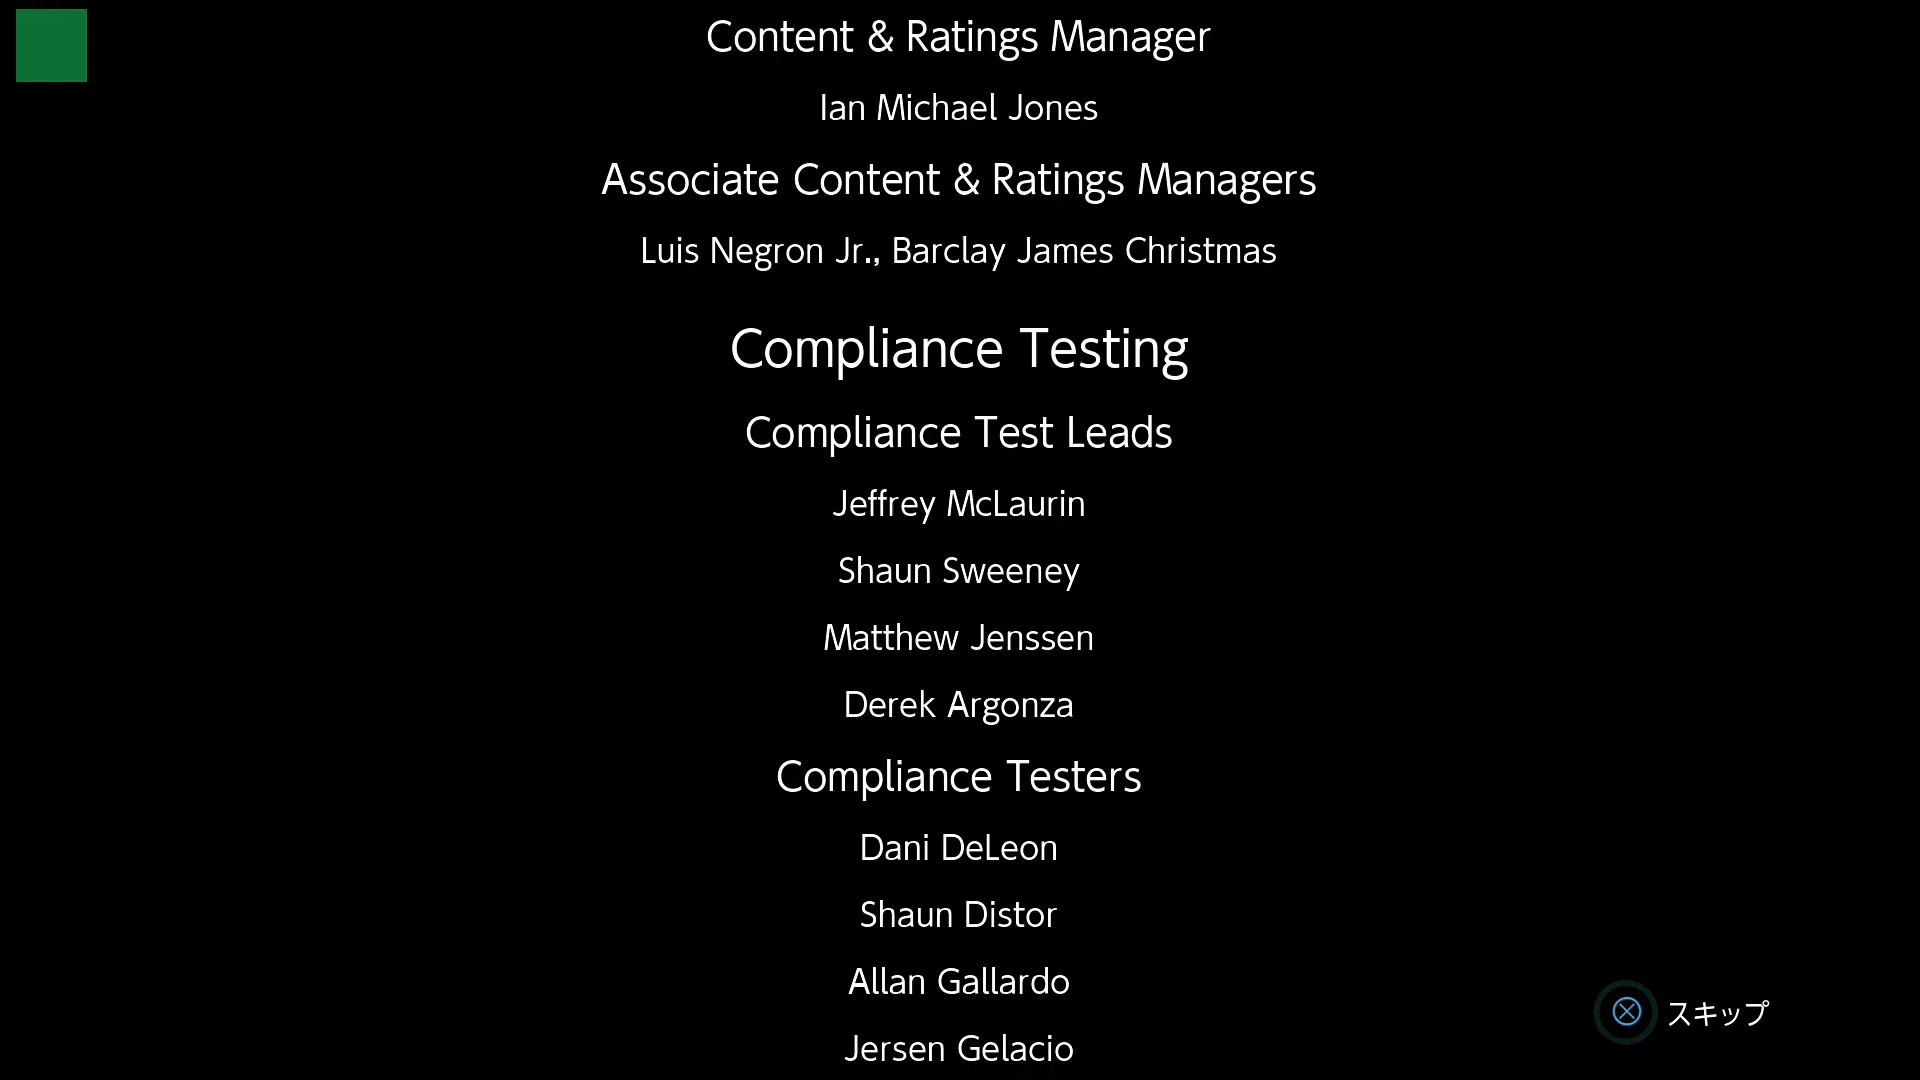 Content & Ratings Manager
Ian Michael Jones
Associate Content & Ratings Managers
Luis Negron Jr., Barclay James Christmas
Compliance Testing
Compliance Test Leads
Jeffrey McLaurin
Shaun Sweeney
Matthew Jenssen
Derek Argonza
Compliance Testers
Dani DeLeon
Shaun Distor
Allan Gallardo
Jersen Gelacio
スキップ